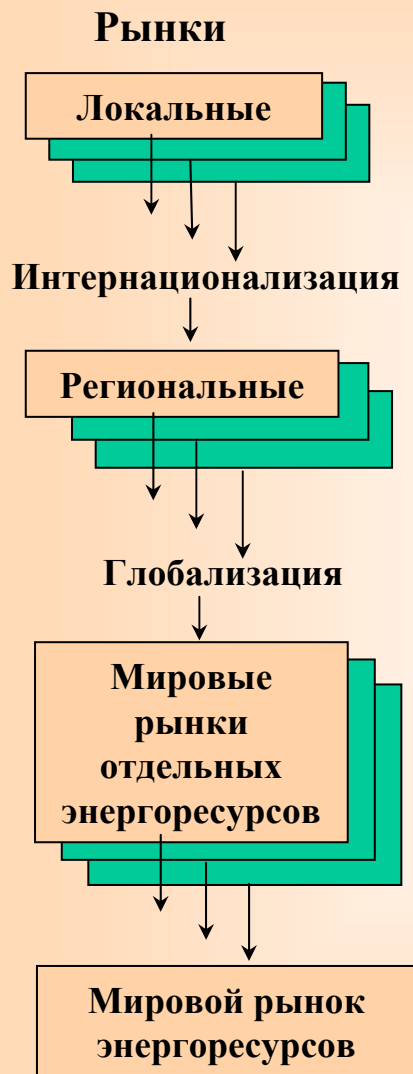 Рынки
Локальные
Интернационализация
Региональные
Глобализация
Мировые
рынки
отдельных
энергоресурсов
Мировой рынок
энергоресурсов